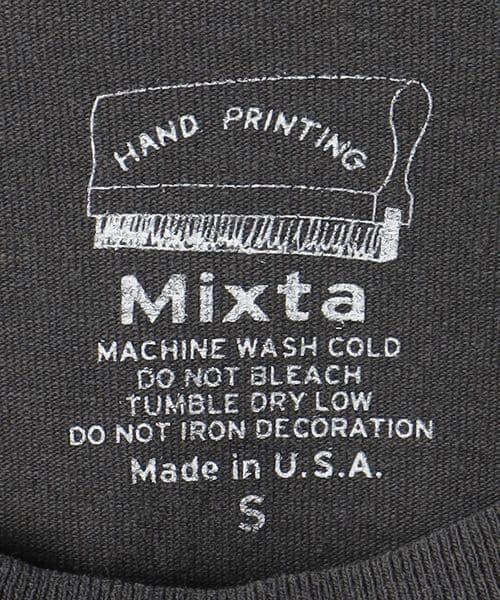 HAND PRINTING
Mixta
MACHINE WASH COLD
DO NOT BLEACH
TUMBLE DRY LOW
DO NOT IRON DECORATION
Made in U.S.A.
S